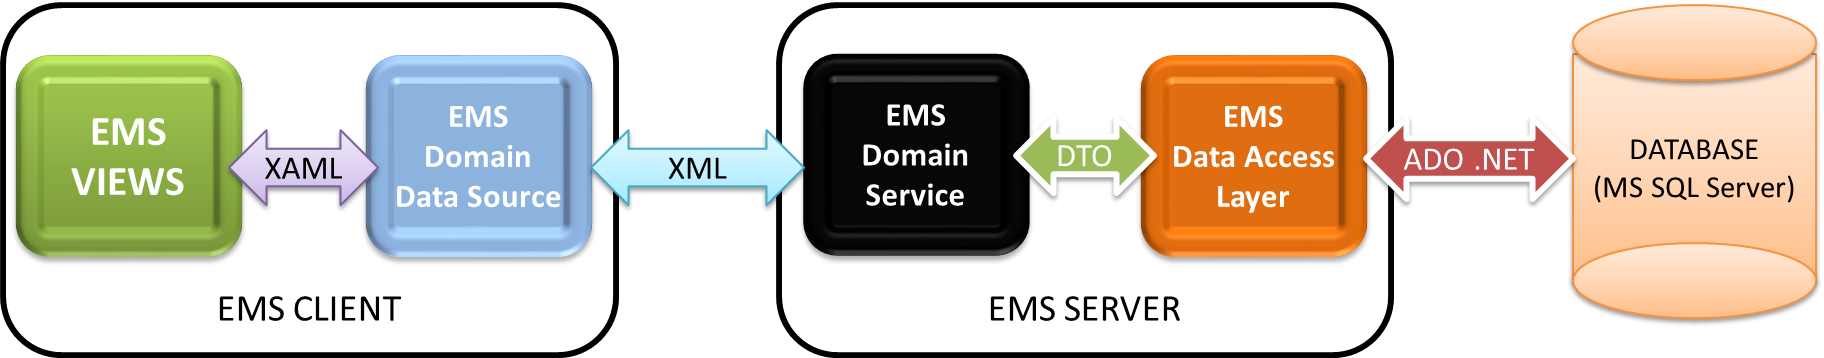 EMS
VIEWS
XAML
EMS
Domain
Data Source
EMS CLIENT
XML
EMS
Domain
Service
DTO
EMS
Data Access
Layer
EMS SERVER
ADO .NET
DATABASE
(MS SQL Server)